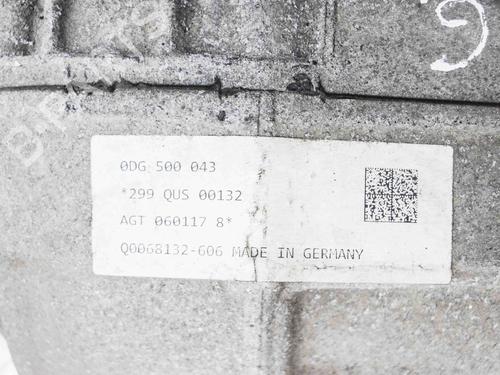 0DG 500 043
*299 QUS 00132
AGT 060117 8*
Q0068132-606 MADE IN GERMANY